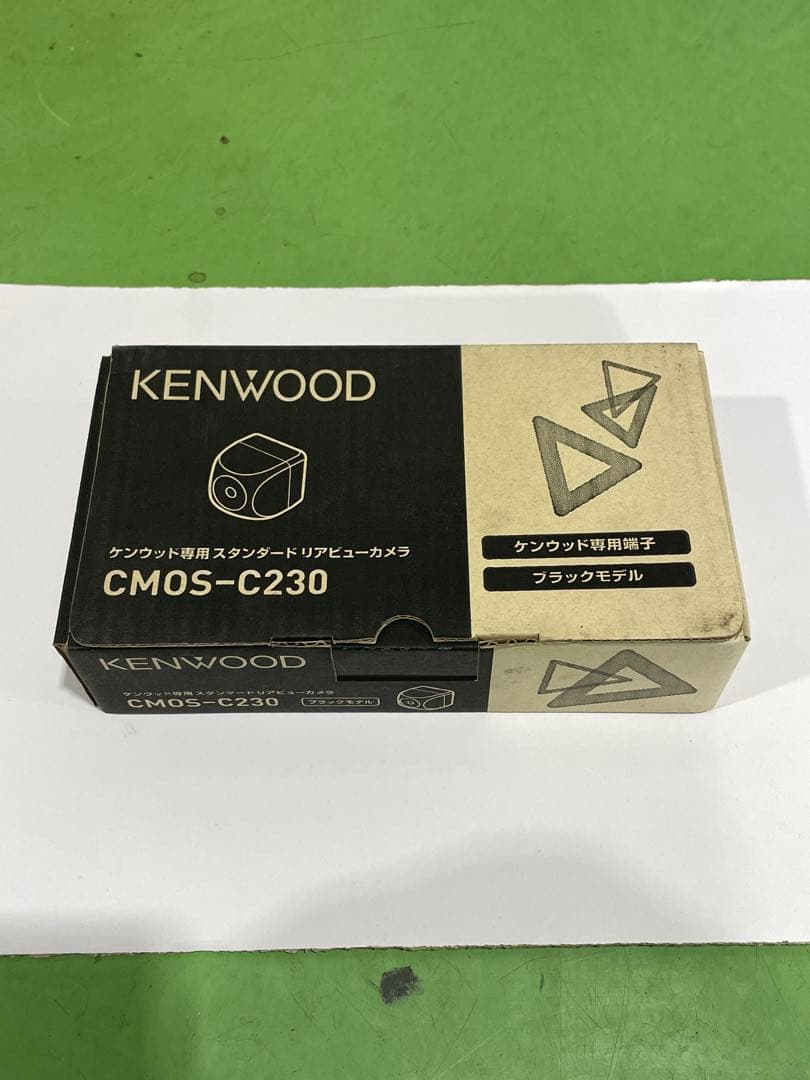 KENWOOD
ケンウッド専用 スタンダード リアビューカメラ
CMOS-C230
ケンウッド専用端子
ブラックモデル
KENWOOD
ケンウッド専用 スタンダード リアビューカメラ
CMOS-C230 ブラックモデル